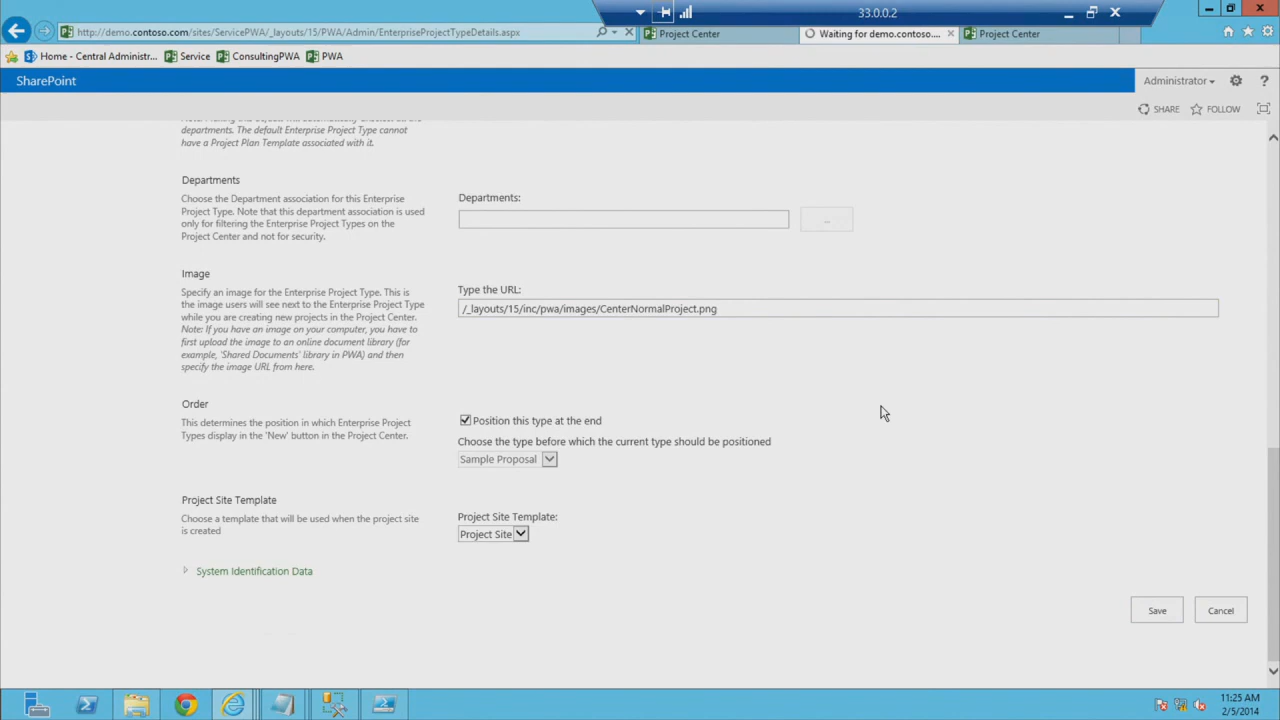 33.0.0.2
http://demo.contoso.com/sites/ServicePWA/_layouts/15/PWA/Admin/EnterpriseProjectTypeDetails.aspx
Project Center
Waiting for demo.contoso....
Project Center
Home - Central Administr...
Service
ConsultingPWA
PWA
SharePoint
Administrator
?
SHARE
FOLLOW
departments. The default Enterprise Project Type cannot
have a Project Plan Template associated with it.
Departments
Choose the Department association for this Enterprise
Project Type. Note that this department association is used
only for filtering the Enterprise Project Types on the
Project Center and not for security.
Departments:
...
Image
Specify an image for the Enterprise Project Type. This is
the image users will see next to the Enterprise Project Type
while you are creating new projects in the Project Center.
Note: If you have an image on your computer, you have to
first upload the image to an online document library (for
example, 'Shared Documents' library in PWA) and then
specify the image URL from here.
Type the URL:
/_layouts/15/inc/pwa/images/CenterNormalProject.png
Order
This determines the position in which Enterprise Project
Types display in the 'New' button in the Project Center.
Position this type at the end
Choose the type before which the current type should be positioned
Sample Proposal
Project Site Template
Choose a template that will be used when the project site
is created
Project Site Template:
Project Site
System Identification Data
Save
Cancel
11:25 AM
2/5/2014